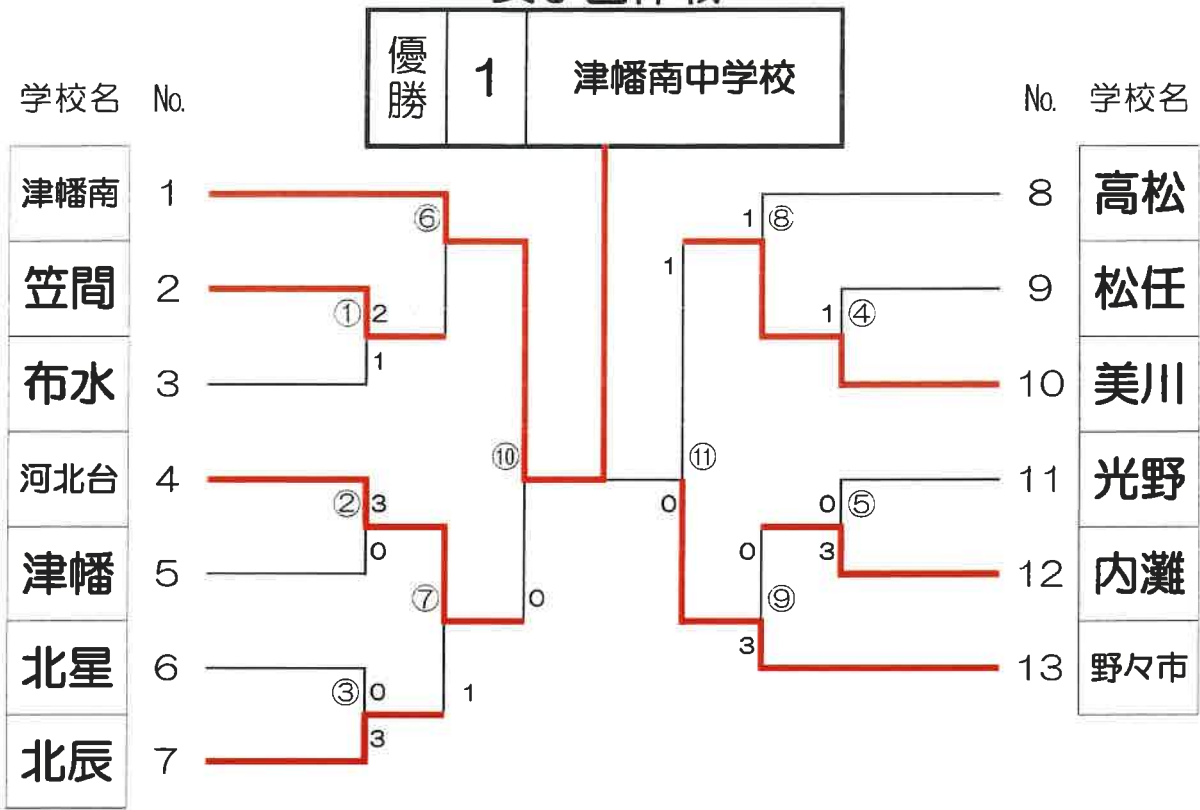 優勝 1 津幡南中学校
学校名 No.
No. 学校名
津幡南 1
笠間 2
布水 3
河北台 4
津幡 5
北星 6
北辰 7
8 高松
9 松任
10 美川
11 光野
12 内灘
13 野々市
⑥
① 2
1
② 3
0
⑦
③ 0
3
1
⑩
0
1 ⑧
1
1 ④
⑪
0
0 ⑤
3
0
⑨
3